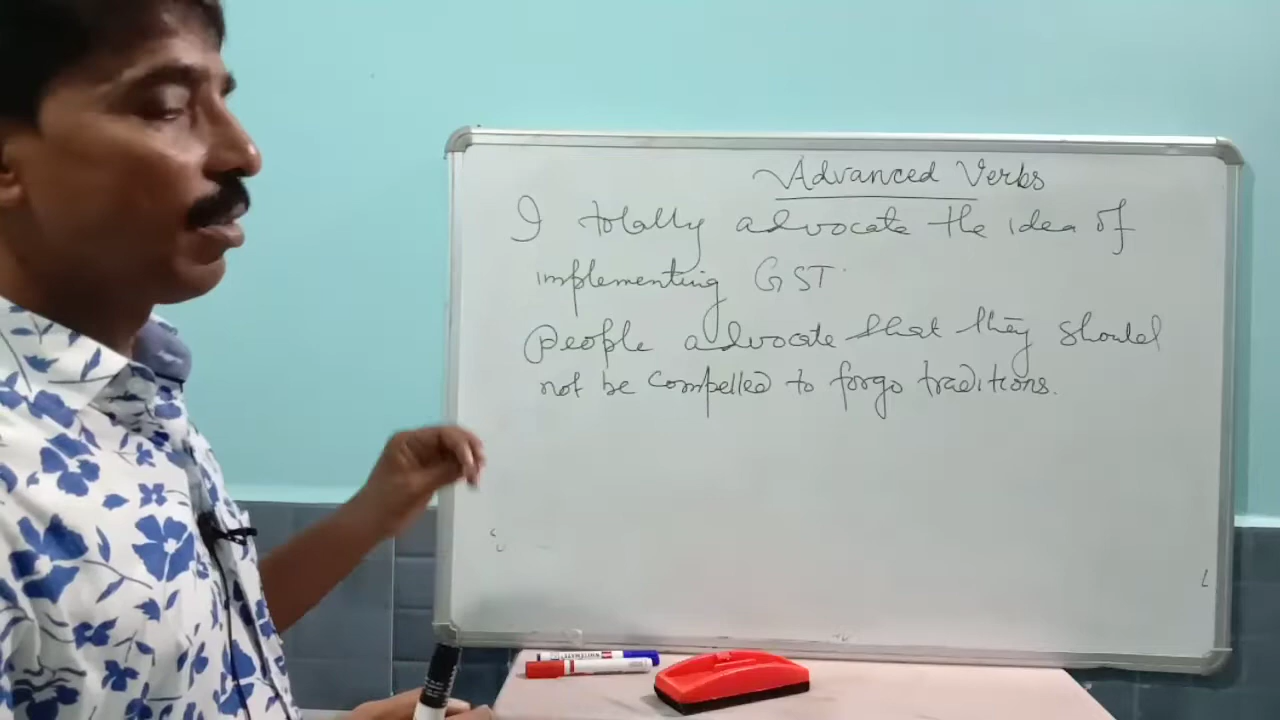 Advanced Verbs
I totally advocate the idea of
implementing GST.
People advocate that they should
not be compelled to forgo traditions.